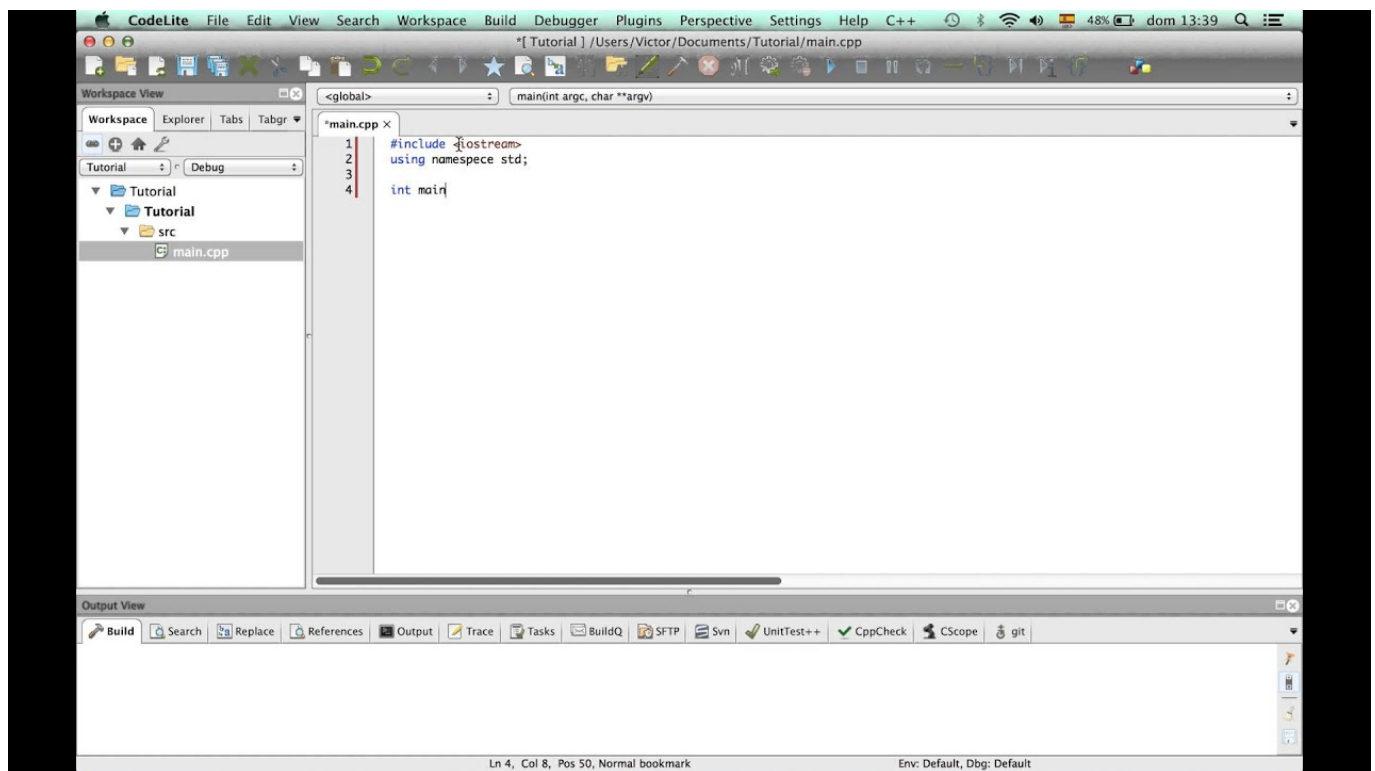 CodeLite File Edit View Search Workspace Build Debugger Plugins Perspective Settings Help C++ 48% dom 13:39
*[ Tutorial ] /Users/Victor/Documents/Tutorial/main.cpp
Workspace View
<global> main(int argc, char **argv)
Workspace Explorer Tabs Tabgr
*main.cpp
Tutorial Debug
Tutorial
Tutorial
src
main.cpp
1 #include <iostream>
2 using namespece std;
3
4 int main
Output View
Build Search Replace References Output Trace Tasks BuildQ SFTP Svn UnitTest++ CppCheck CScope git
Ln 4, Col 8, Pos 50, Normal bookmark Env: Default, Dbg: Default